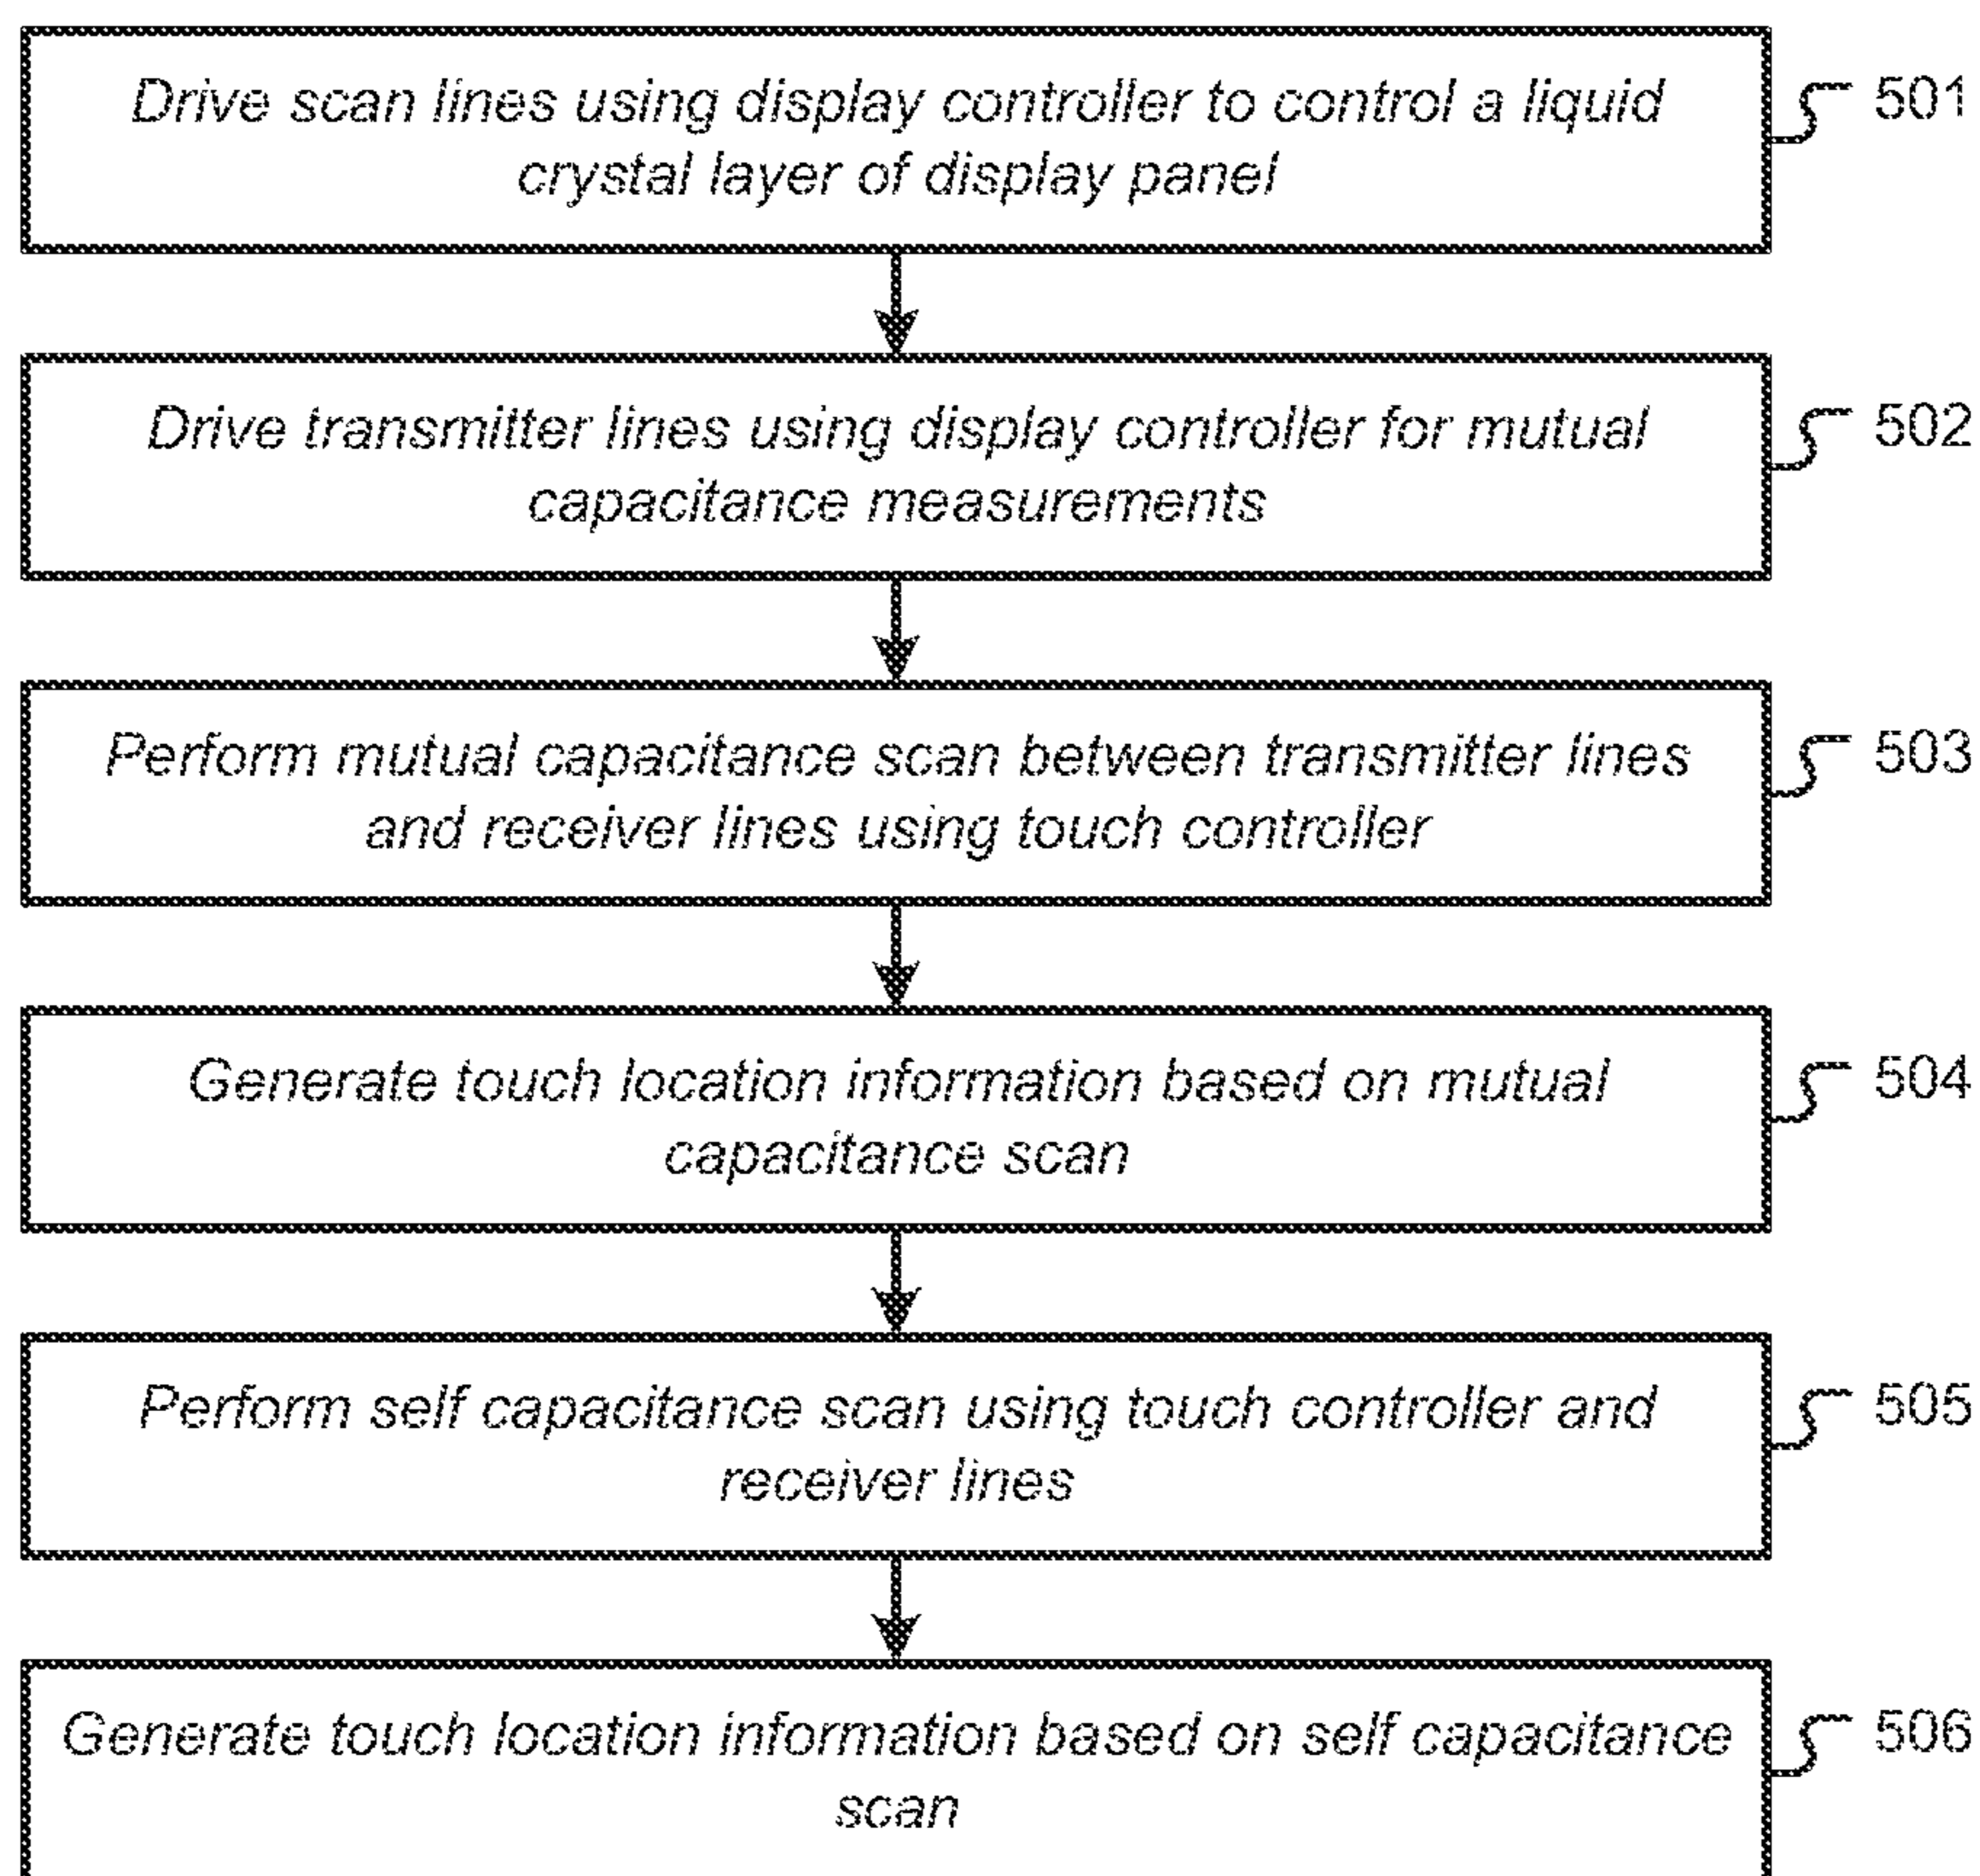 Drive scan lines using display controller to control a liquid
crystal layer of display panel
501
Drive transmitter lines using display controller for mutual
capacitance measurements
502
Perform mutual capacitance scan between transmitter lines
and receiver lines using touch controller
503
Generate touch location information based on mutual
capacitance scan
504
Perform self capacitance scan using touch controller and
receiver lines
505
Generate touch location information based on self capacitance
scan
506